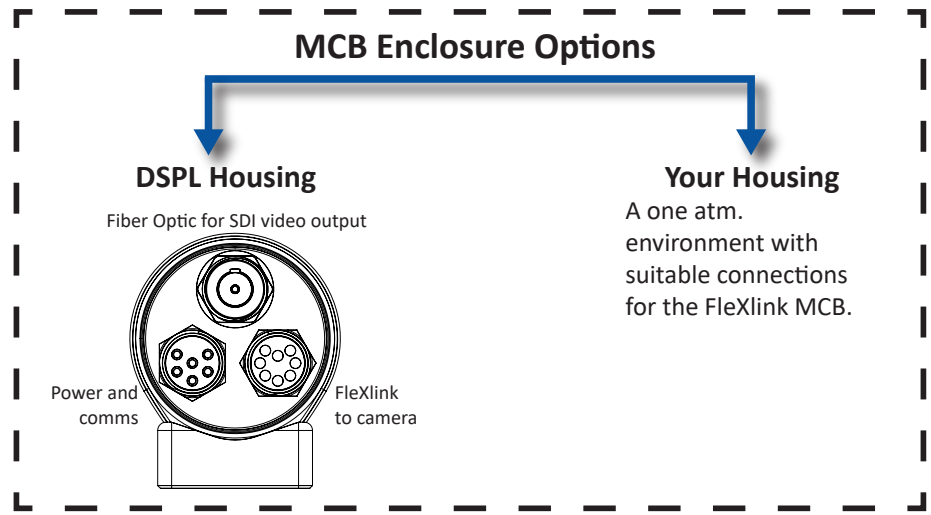 MCB Enclosure Options
DSPL Housing
Fiber Optic for SDI video output
Power and
comms
FleXlink
to camera
Your Housing
A one atm.
environment with
suitable connections
for the FleXlink MCB.